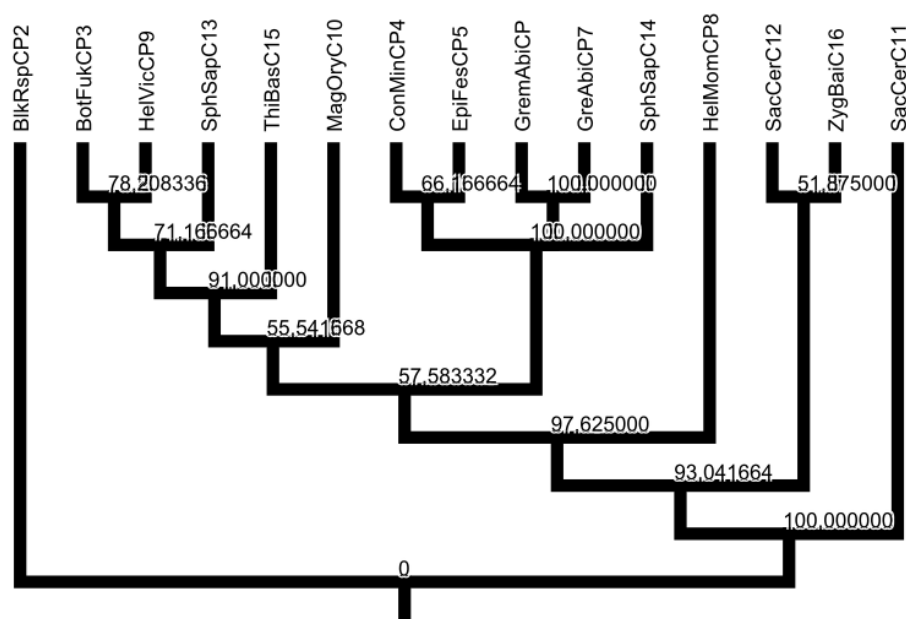 BlkRspCP2
BotFukCP3
HelVicCP9
SphSapC13
ThiBasC15
MagOryC10
ConMinCP4
EpiFesCP5
GremAbiCP
GreAbiCP7
SphSapC14
HelMomCP8
SacCerC12
ZygBaiC16
SacCerC11
78,208336
66,166664
100,000000
51,875000
71,166664
100,000000
91,000000
55,541668
57,583332
97,625000
93,041664
100,000000
0